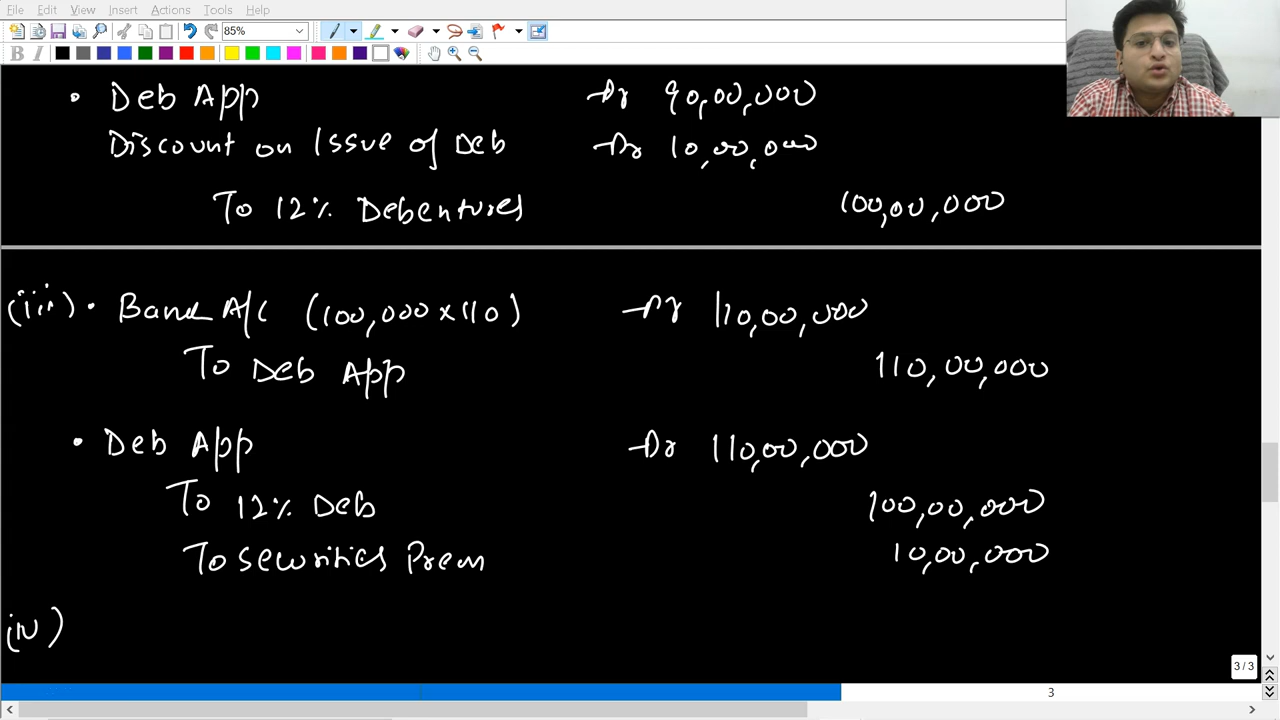 File Edit View Insert Actions Tools Help
85%
B I
• Deb App Dr 90,00,000
Discount on Issue of Deb Dr 10,00,000
To 12% Debentures 100,00,000
(iii) • Bank A/C (100,000×110) Dr 110,00,000
To Deb App 110,00,000
• Deb App Dr 110,00,000
To 12% Deb 100,00,000
To Securities Prem 10,00,000
(iv)
3 / 3
3